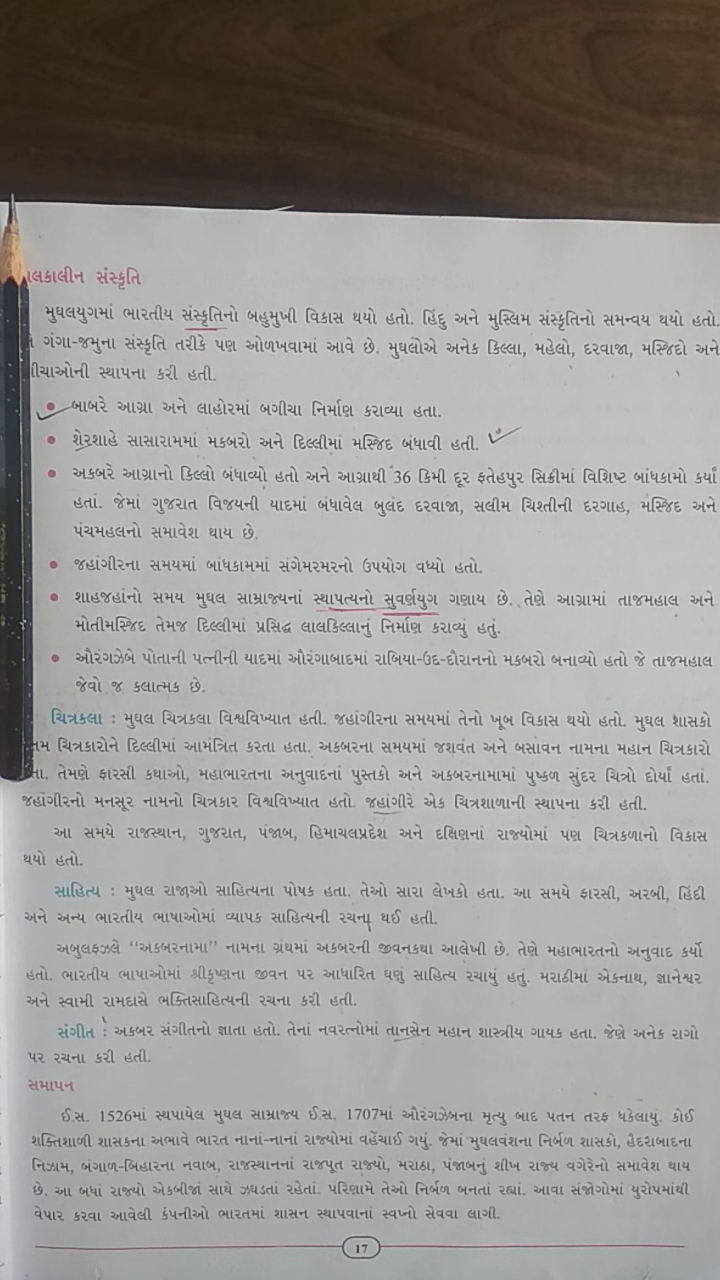 લકાલીન સંસ્કૃતિ
મુઘલયુગમાં ભારતીય સંસ્કૃતિનો બહુમુખી વિકાસ થયો હતો. હિંદુ અને મુસ્લિમ સંસ્કૃતિનો સમન્વય થયો હતો.
ગંગા-જમુના સંસ્કૃતિ તરીકે પણ ઓળખવામાં આવે છે. મુઘલોએ અનેક કિલ્લા, મહેલો, દરવાજા, મસ્જિદો અને
ગીચાઓની સ્થાપના કરી હતી.
• બાબરે આગ્રા અને લાહોરમાં બગીચા નિર્માણ કરાવ્યા હતા.
• શેરશાહે સાસારામમાં મકબરો અને દિલ્લીમાં મસ્જિદ બંધાવી હતી.
• અકબરે આગ્રાનો કિલ્લો બંધાવ્યો હતો અને આગ્રાથી 36 કિમી દૂર ફતેહપુર સિક્રીમાં વિશિષ્ટ બાંધકામો કર્યાં
હતાં. જેમાં ગુજરાત વિજયની યાદમાં બંધાવેલ બુલંદ દરવાજા, સલીમ ચિશ્તીની દરગાહ, મસ્જિદ અને
પંચમહલનો સમાવેશ થાય છે.
• જહાંગીરના સમયમાં બાંધકામમાં સંગેમરમરનો ઉપયોગ વધ્યો હતો.
• શાહજહાંનો સમય મુઘલ સામ્રાજ્યનાં સ્થાપત્યનો સુવર્ણયુગ ગણાય છે. તેણે આગ્રામાં તાજમહાલ અને
મોતીમસ્જિદ તેમજ દિલ્લીમાં પ્રસિદ્ધ લાલકિલ્લાનું નિર્માણ કરાવ્યું હતું.
• ઔરંગઝેબે પોતાની પત્નીની યાદમાં ઔરંગાબાદમાં રાબિયા-ઉદ-દૌરાનનો મકબરો બનાવ્યો હતો જે તાજમહાલ
જેવો જ કલાત્મક છે.
ચિત્રકલા : મુઘલ ચિત્રકલા વિશ્વવિખ્યાત હતી. જહાંગીરના સમયમાં તેનો ખૂબ વિકાસ થયો હતો. મુઘલ શાસકો
તમ ચિત્રકારોને દિલ્લીમાં આમંત્રિત કરતા હતા. અકબરના સમયમાં જશવંત અને બસાવન નામના મહાન ચિત્રકારો
તા. તેમણે ફારસી કથાઓ, મહાભારતના અનુવાદનાં પુસ્તકો અને અકબરનામામાં પુષ્કળ સુંદર ચિત્રો દોર્યાં હતાં.
જહાંગીરનો મનસૂર નામનો ચિત્રકાર વિશ્વવિખ્યાત હતો. જહાંગીરે એક ચિત્રશાળાની સ્થાપના કરી હતી.
આ સમયે રાજસ્થાન, ગુજરાત, પંજાબ, હિમાચલપ્રદેશ અને દક્ષિણનાં રાજ્યોમાં પણ ચિત્રકળાનો વિકાસ
થયો હતો.
સાહિત્ય : મુઘલ રાજાઓ સાહિત્યના પોષક હતા. તેઓ સારા લેખકો હતા. આ સમયે ફારસી, અરબી, હિંદી
અને અન્ય ભારતીય ભાષાઓમાં વ્યાપક સાહિત્યની રચના થઈ હતી.
અબુલફઝલે "અકબરનામા" નામના ગ્રંથમાં અકબરની જીવનકથા આલેખી છે. તેણે મહાભારતનો અનુવાદ કર્યો
હતો. ભારતીય ભાષાઓમાં શ્રીકૃષ્ણના જીવન પર આધારિત ઘણું સાહિત્ય રચાયું હતું. મરાઠીમાં એકનાથ, જ્ઞાનેશ્વર
અને સ્વામી રામદાસે ભક્તિસાહિત્યની રચના કરી હતી.
સંગીત : અકબર સંગીતનો જ્ઞાતા હતો. તેનાં નવરત્નોમાં તાનસેન મહાન શાસ્ત્રીય ગાયક હતા. જેણે અનેક રાગો
પર રચના કરી હતી.
સમાપન
ઈ.સ. 1526માં સ્થપાયેલ મુઘલ સામ્રાજ્ય ઈ.સ. 1707માં ઔરંગઝેબના મૃત્યુ બાદ પતન તરફ ધકેલાયું. કોઈ
શક્તિશાળી શાસકના અભાવે ભારત નાનાં-નાનાં રાજ્યોમાં વહેંચાઈ ગયું. જેમાં મુઘલવંશના નિર્બળ શાસકો, હૈદરાબાદના
નિઝામ, બંગાળ-બિહારના નવાબ, રાજસ્થાનનાં રાજપૂત રાજ્યો, મરાઠા, પંજાબનું શીખ રાજ્ય વગેરેનો સમાવેશ થાય
છે. આ બધાં રાજ્યો એકબીજાં સાથે ઝઘડતાં રહેતાં. પરિણામે તેઓ નિર્બળ બનતાં રહ્યાં. આવા સંજોગોમાં યુરોપમાંથી
વેપાર કરવા આવેલી કંપનીઓ ભારતમાં શાસન સ્થાપવાનાં સ્વપ્નો સેવવા લાગી.
17